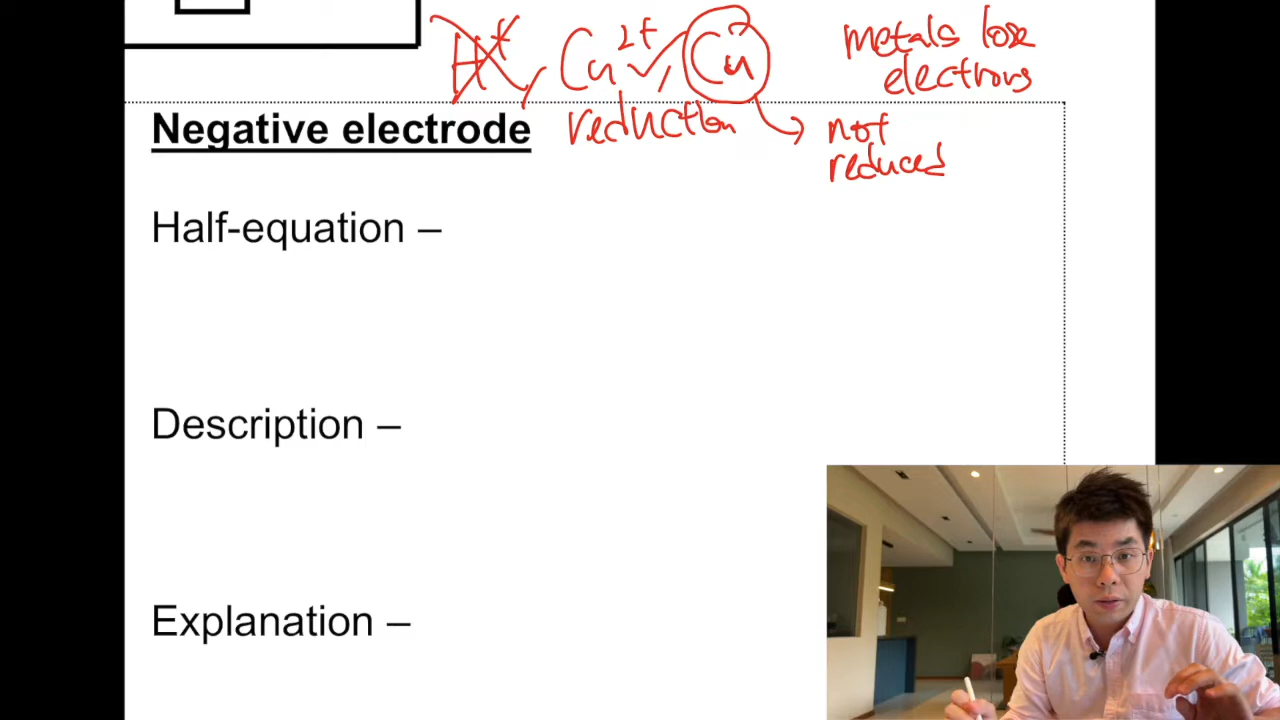 H⁺, Cu²⁺, Cu
metals lose
electrons
reduction
not
reduced
Negative electrode
Half-equation –
Description –
Explanation –